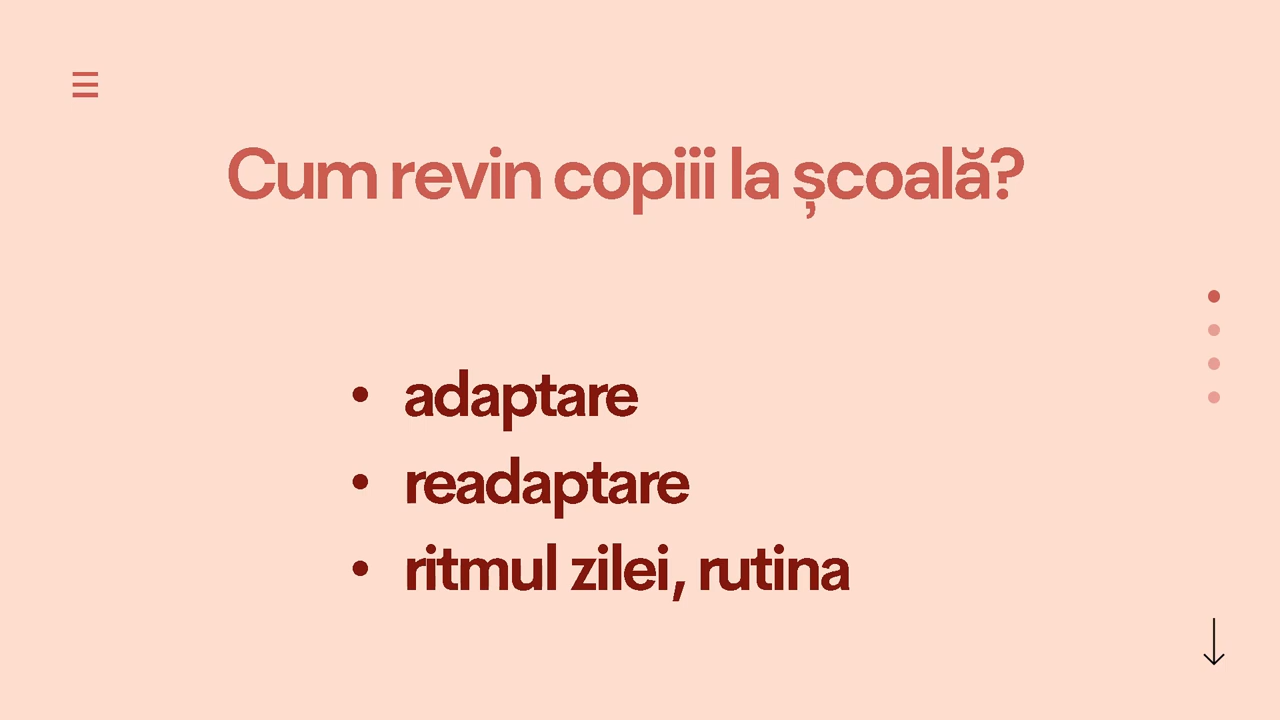 Cum revin copiii la școală?
• adaptare
• readaptare
• ritmul zilei, rutina